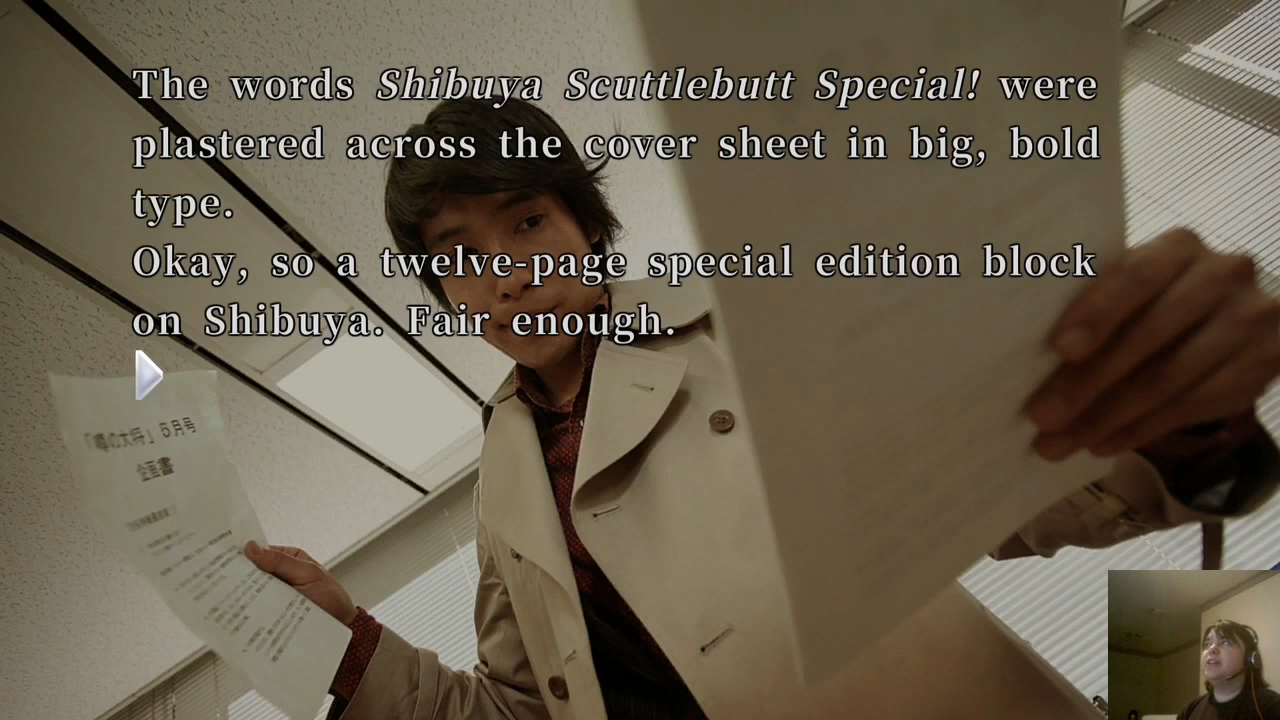 The words Shibuya Scuttlebutt Special! were
plastered across the cover sheet in big, bold
type.
Okay, so a twelve-page special edition block
on Shibuya. Fair enough.
「噂の大将」5月号
企画書